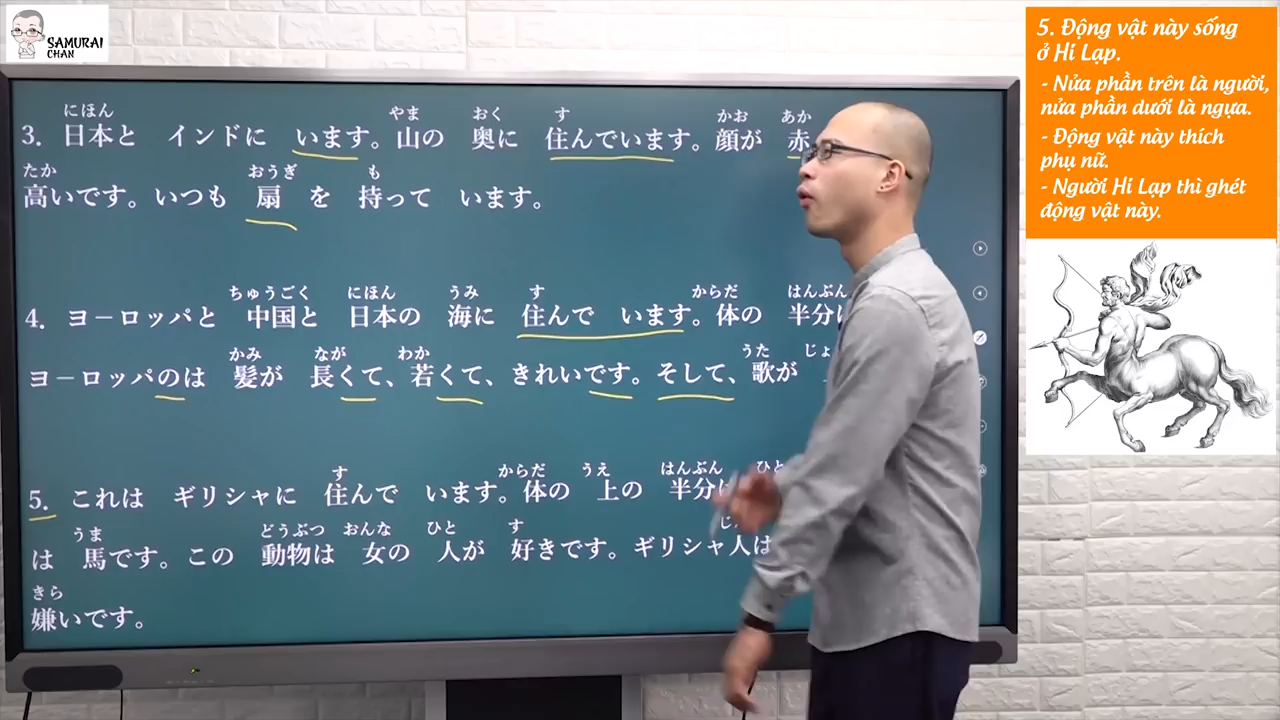 SAMURAI
CHAN
にほん やま おく す かお あか
3. 日本と インドに います。山の 奥に 住んでいます。顔が 赤
たか おうぎ も
高いです。いつも 扇 を 持って います。
ちゅうごく にほん うみ す からだ はんぶん
4. ヨーロッパと 中国と 日本の 海に 住んで います。体の 半分
かみ なが わか うた じょ
ヨーロッパのは 髪が 長くて、若くて、きれいです。そして、歌が
す からだ うえ はんぶん ひと
5. これは ギリシャに 住んで います。体の 上の 半分は
うま どうぶつ おんな ひと す じん
は 馬です。この 動物は 女の 人が 好きです。ギリシャ人は
きら
嫌いです。
5. Động vật này sống
ở Hi Lạp.
- Nửa phần trên là người,
nửa phần dưới là ngựa.
- Động vật này thích
phụ nữ.
- Người Hi Lạp thì ghét
động vật này.